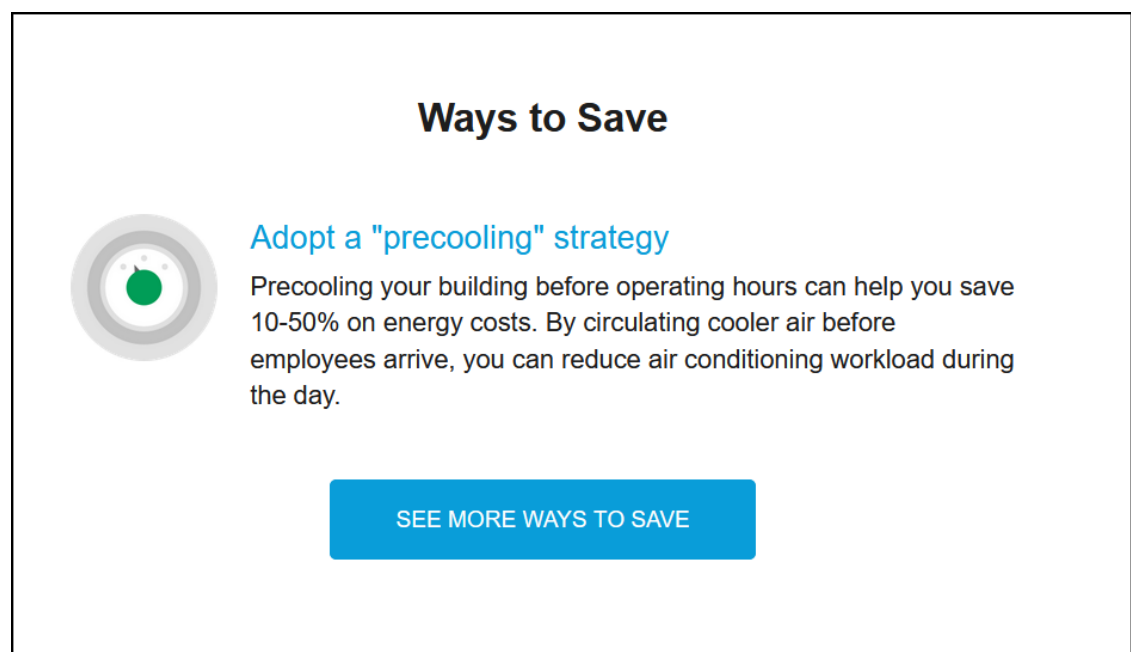 Ways to Save
Adopt a "precooling" strategy
Precooling your building before operating hours can help you save
10-50% on energy costs. By circulating cooler air before
employees arrive, you can reduce air conditioning workload during
the day.
SEE MORE WAYS TO SAVE